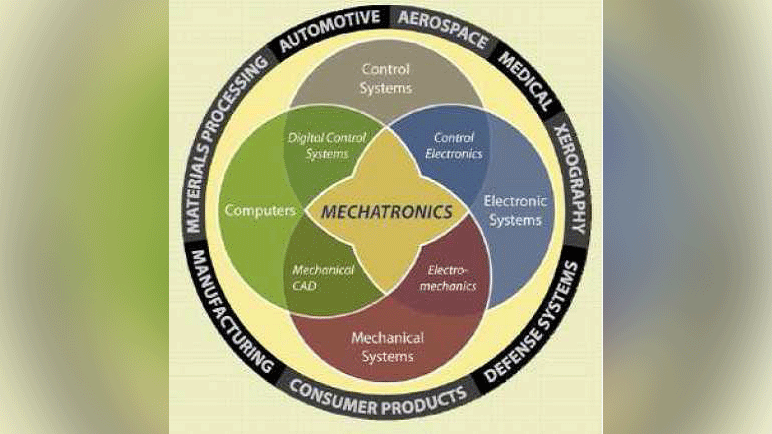 AUTOMOTIVE
AEROSPACE
MEDICAL
XEROGRAPHY
DEFENSE SYSTEMS
CONSUMER PRODUCTS
MANUFACTURING
MATERIALS PROCESSING
Control
Systems
Digital Control
Systems
Control
Electronics
Computers
MECHATRONICS
Electronic
Systems
Mechanical
CAD
Electro-
mechanics
Mechanical
Systems